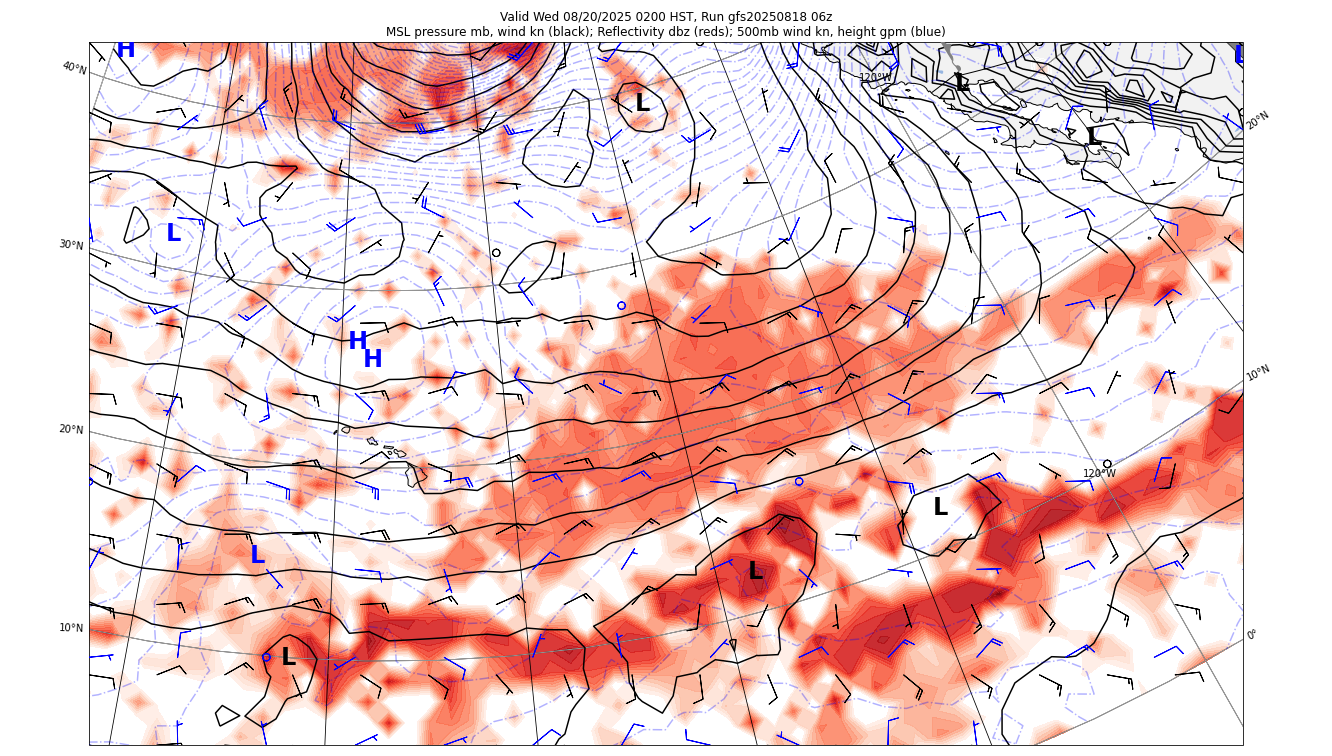 Valid Wed 08/20/2025 0200 HST, Run gfs20250818 06z
MSL pressure mb, wind kn (black); Reflectivity dbz (reds); 500mb wind kn, height gpm (blue)
H
L
40°N
120°W
L
L
20°N
L
L
30°N
H
H
10°N
20°N
120°W
L
L
L
10°N
0°
L